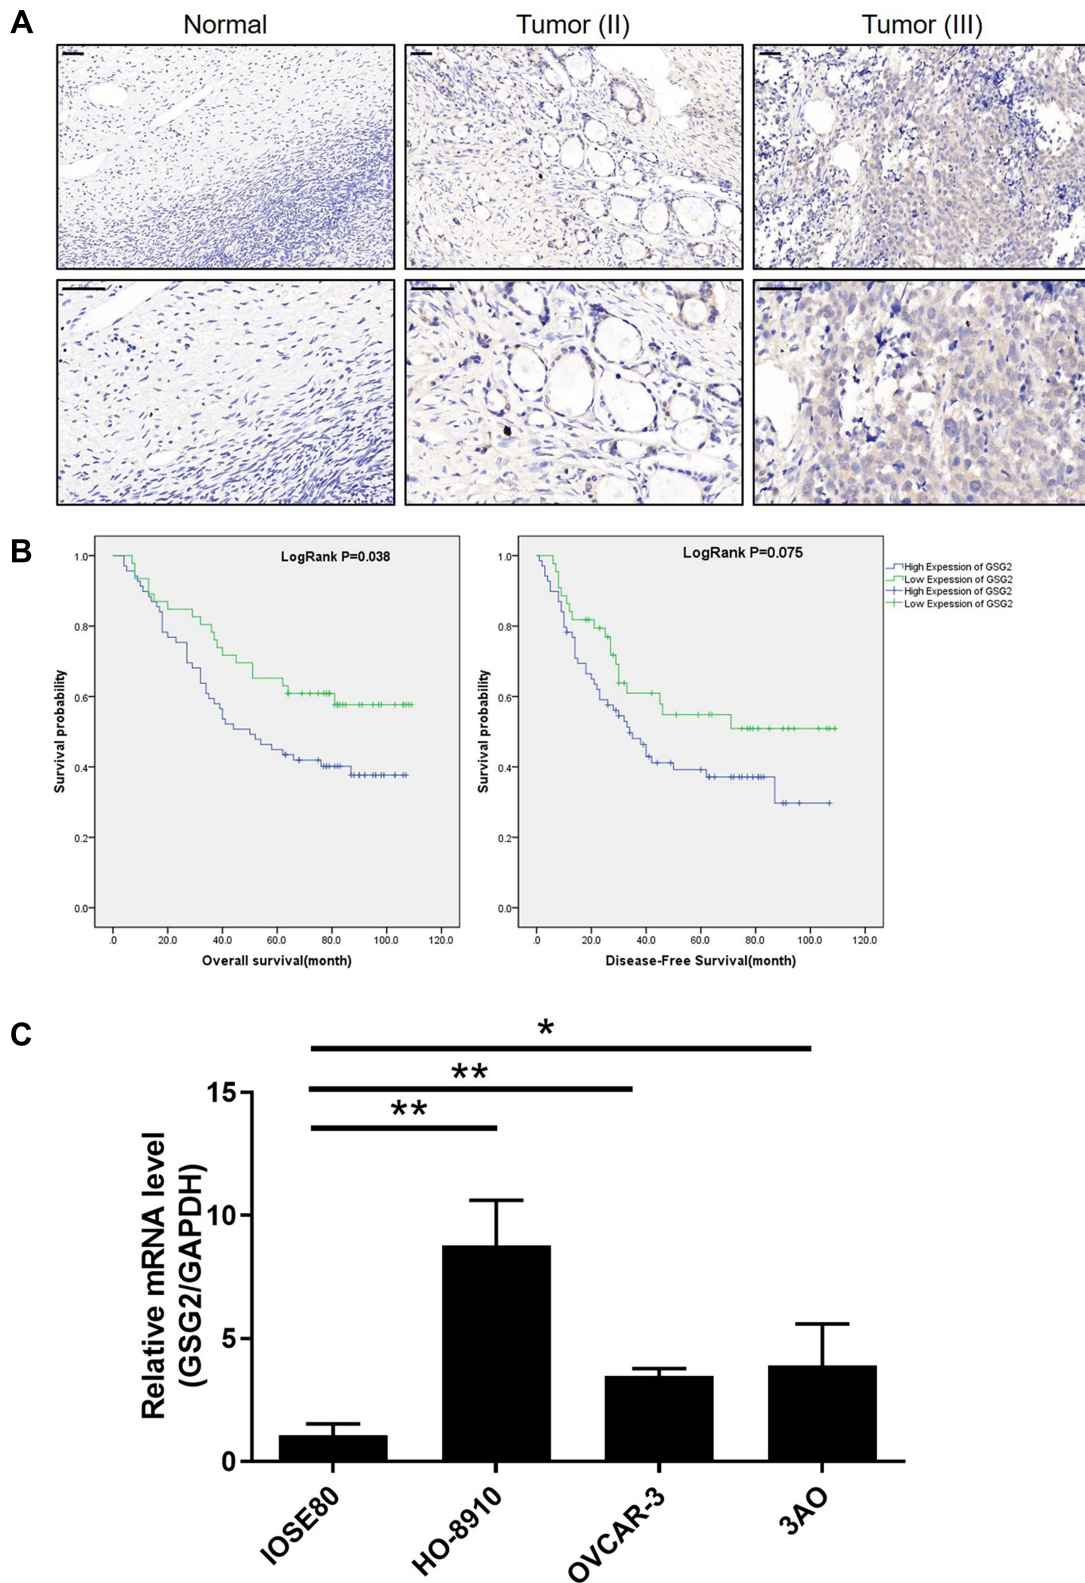 A
Normal
Tumor (II)
Tumor (III)
B
LogRank P=0.038
1.0
0.8
0.6
0.4
0.2
0.0
Survival probability
.0 20.0 40.0 60.0 80.0 100.0 120.0
Overall survival(month)
LogRank P=0.075
1.0
0.8
0.6
0.4
0.2
0.0
Survival probability
.0 20.0 40.0 60.0 80.0 100.0 120.0
Disease-Free Survival(month)
High Expession of GSG2
Low Expession of GSG2
High Expession of GSG2
Low Expession of GSG2
C
*
**
**
15
10
5
0
Relative mRNA level
(GSG2/GAPDH)
IOSE80
HO-8910
OVCAR-3
3AO